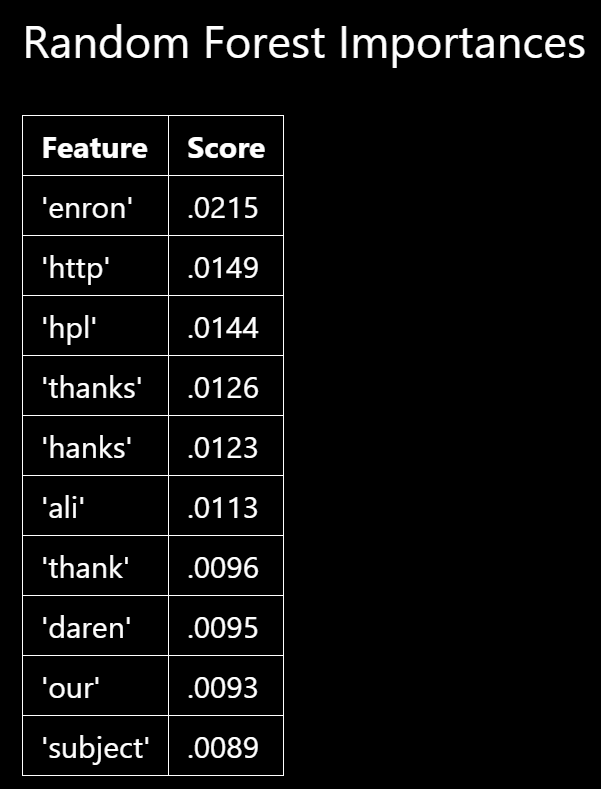 Random Forest Importances
Feature Score
'enron' .0215
'http' .0149
'hpl' .0144
'thanks' .0126
'hanks' .0123
'ali' .0113
'thank' .0096
'daren' .0095
'our' .0093
'subject' .0089